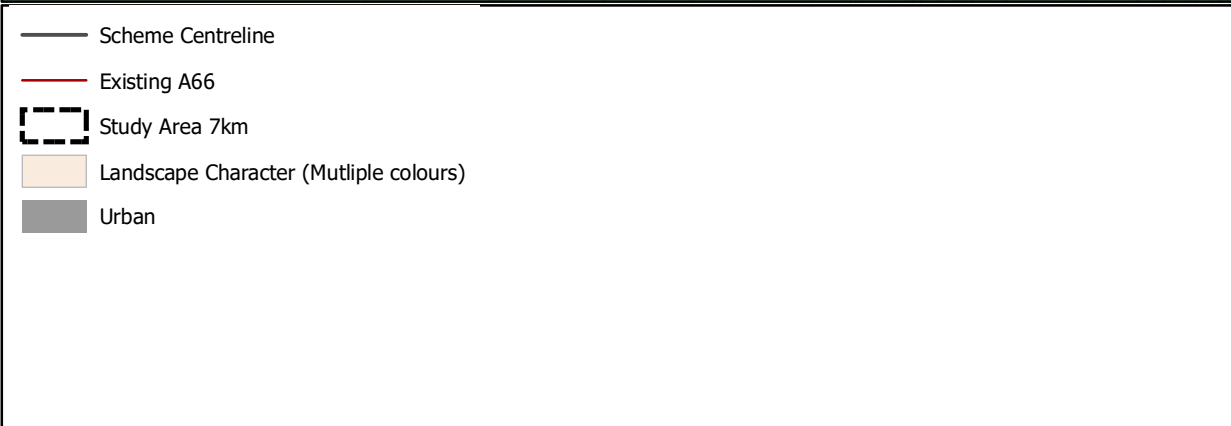 Scheme Centreline
Existing A66
Study Area 7km
Landscape Character (Mutliple colours)
Urban